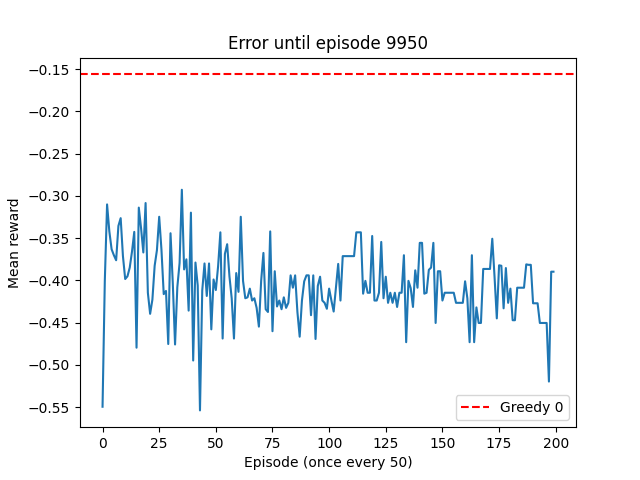 Error until episode 9950
Mean reward
−0.15
−0.20
−0.25
−0.30
−0.35
−0.40
−0.45
−0.50
−0.55
Greedy 0
0 25 50 75 100 125 150 175 200
Episode (once every 50)